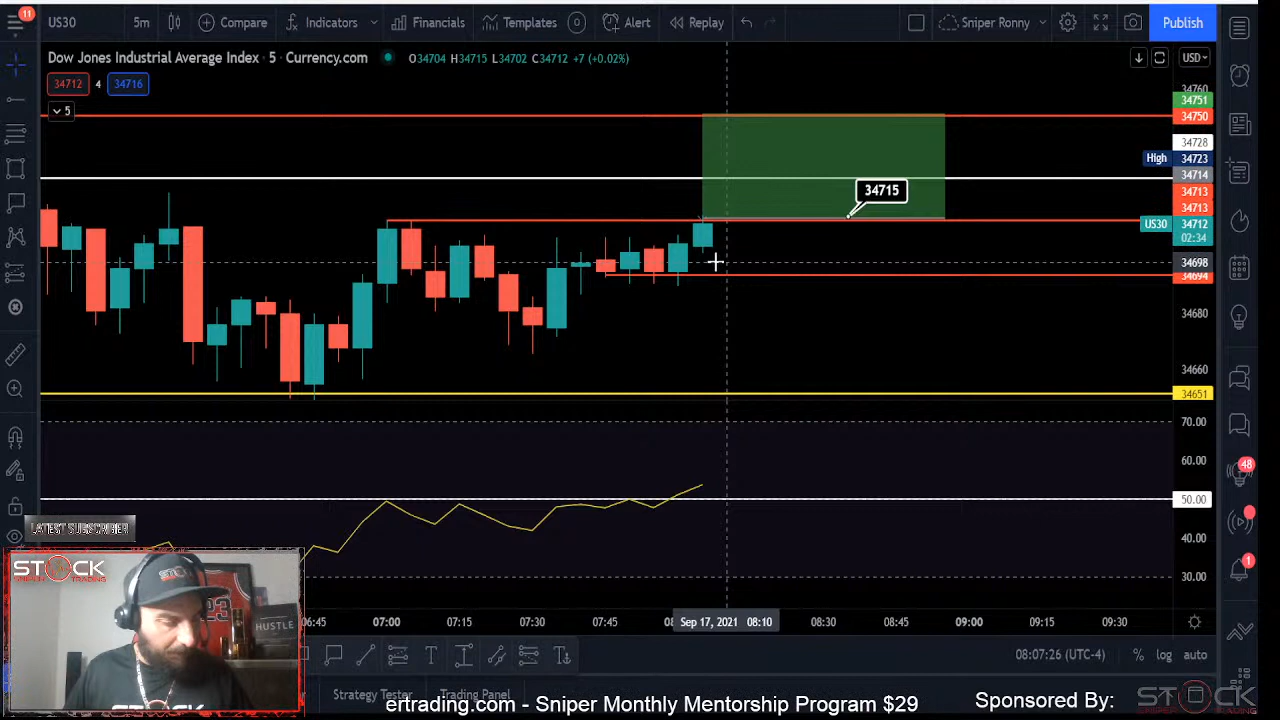 11
US30 5m Compare Indicators Financials Templates Alert Replay Sniper Ronny Publish
Dow Jones Industrial Average Index · 5 · Currency.com O34704 H34715 L34702 C34712 +7 (+0.02%)
USD
34712 4 34716
5
34760
34751
34750
34728
High 34723
34714
34713
34713
US30 34712
02:34
34698
34694
34680
34660
34651
34715
70.00
60.00
50.00
40.00
30.00
48
1
LATEST SUBSCRIBER
STOCK
23
HUSTLE
06:45 07:00 07:15 07:30 07:45 Sep 17, 2021 08:10 08:30 08:45 09:00 09:15 09:30
08:07:26 (UTC-4) % log auto
Strategy Tester Trading Panel
ertrading.com - Sniper Monthly Mentorship Program $29
Sponsored By:
STOCK